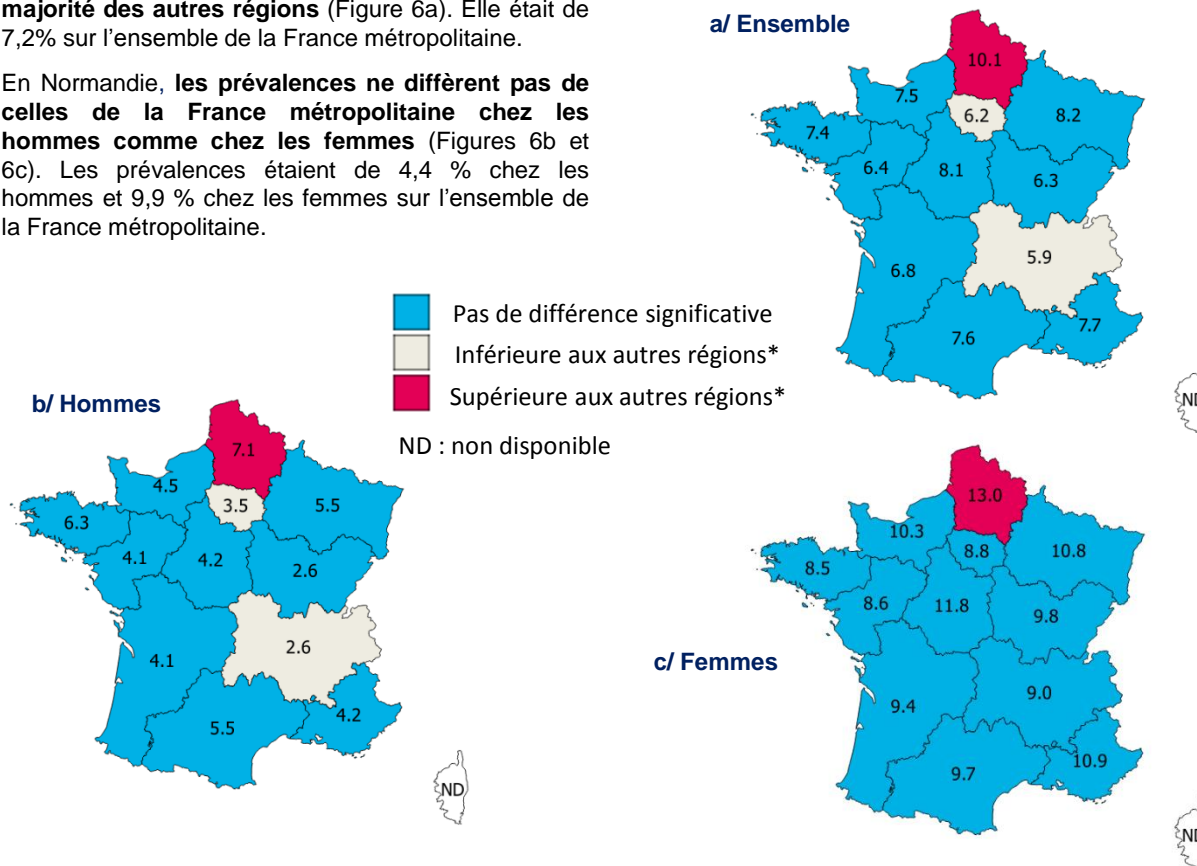 majorité des autres régions (Figure 6a). Elle était de
7,2% sur l’ensemble de la France métropolitaine.
En Normandie, les prévalences ne diffèrent pas de
celles de la France métropolitaine chez les
hommes comme chez les femmes (Figures 6b et
6c). Les prévalences étaient de 4,4 % chez les
hommes et 9,9 % chez les femmes sur l’ensemble de
la France métropolitaine.
a/ Ensemble
10.1
7.5
6.2
8.2
7.4
6.4
8.1
6.3
5.9
6.8
7.6
7.7
ND
Pas de différence significative
Inférieure aux autres régions*
Supérieure aux autres régions*
ND : non disponible
b/ Hommes
7.1
4.5
3.5
5.5
6.3
4.1
4.2
2.6
2.6
4.1
5.5
4.2
ND
c/ Femmes
13.0
10.3
8.8
10.8
8.5
8.6
11.8
9.8
9.0
9.4
9.7
10.9
ND